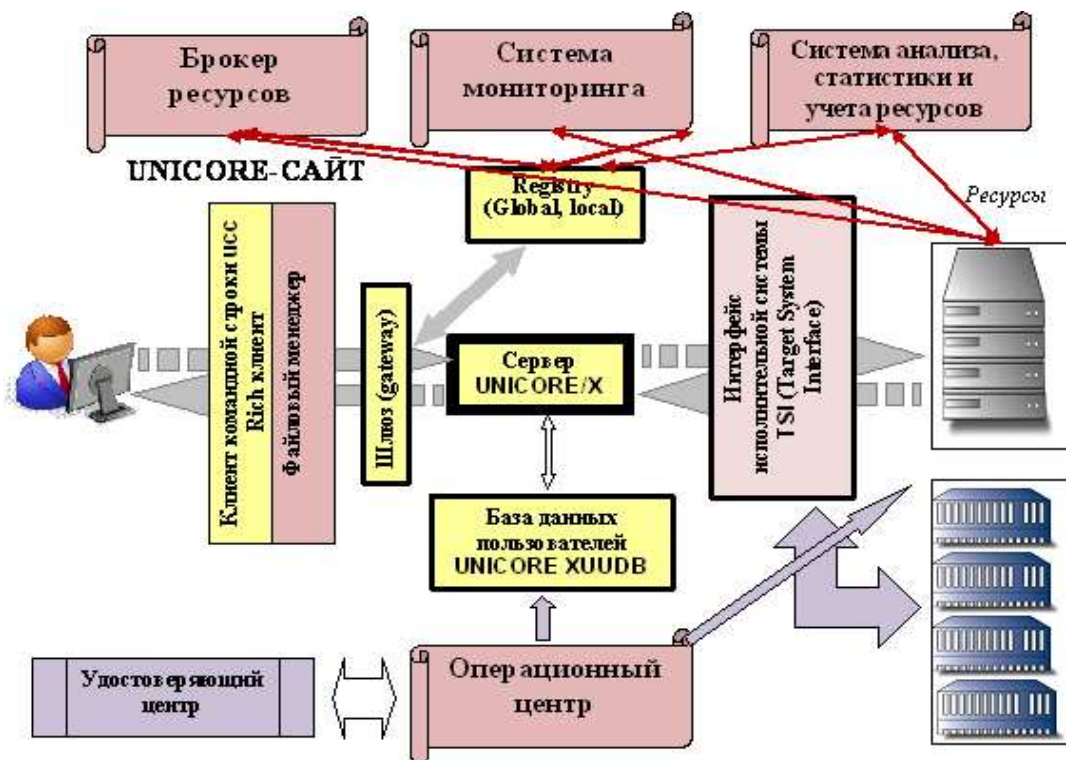 Брокер
ресурсов
Система
мониторинга
Система анализа,
статистики и
учета ресурсов
UNICORE-САЙТ
Registry
(Global, local)
Ресурсы
Клиент командной строки ucc
Rich клиент
Файловый менеджер
Шлюз (gateway)
Сервер
UNICORE/X
Интерфейс
исполнительной системы
TSI (Target System
Interface)
База данных
пользователей
UNICORE XUUDB
Удостоверяющий
центр
Операционный
центр